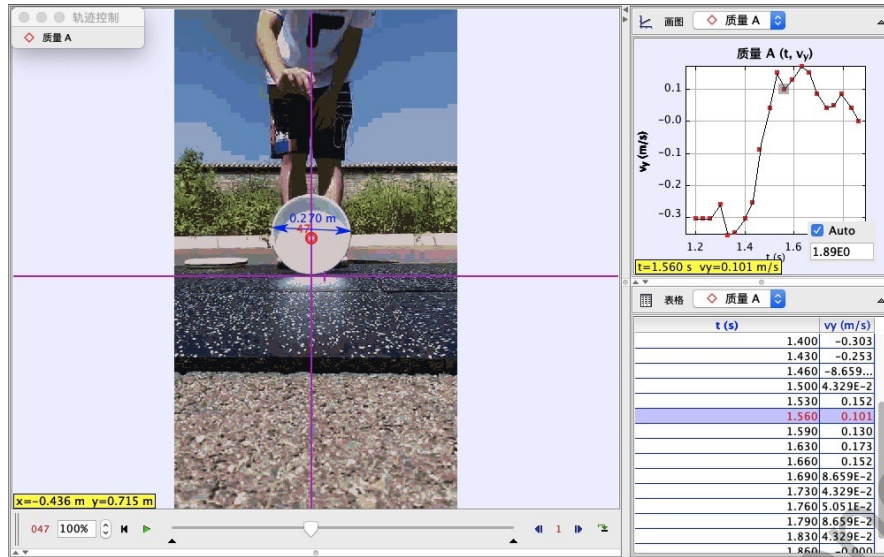 轨迹控制
质量 A
0.270 m
47
x=-0.436 m y=0.715 m
047 100% 1
画图 质量 A
质量 A (t, vy)
vy (m/s)
0.1
-0.0
-0.1
-0.2
-0.3
1.2 1.4 1.6
t (s)
Auto
1.89E0
t=1.560 s vy=0.101 m/s
表格 质量 A
t (s) vy (m/s)
1.400 -0.303
1.430 -0.253
1.460 -8.659...
1.500 4.329E-2
1.530 0.152
1.560 0.101
1.590 0.130
1.630 0.173
1.660 0.152
1.690 8.659E-2
1.730 4.329E-2
1.760 5.051E-2
1.790 8.659E-2
1.830 4.329E-2
1.860 -0.000